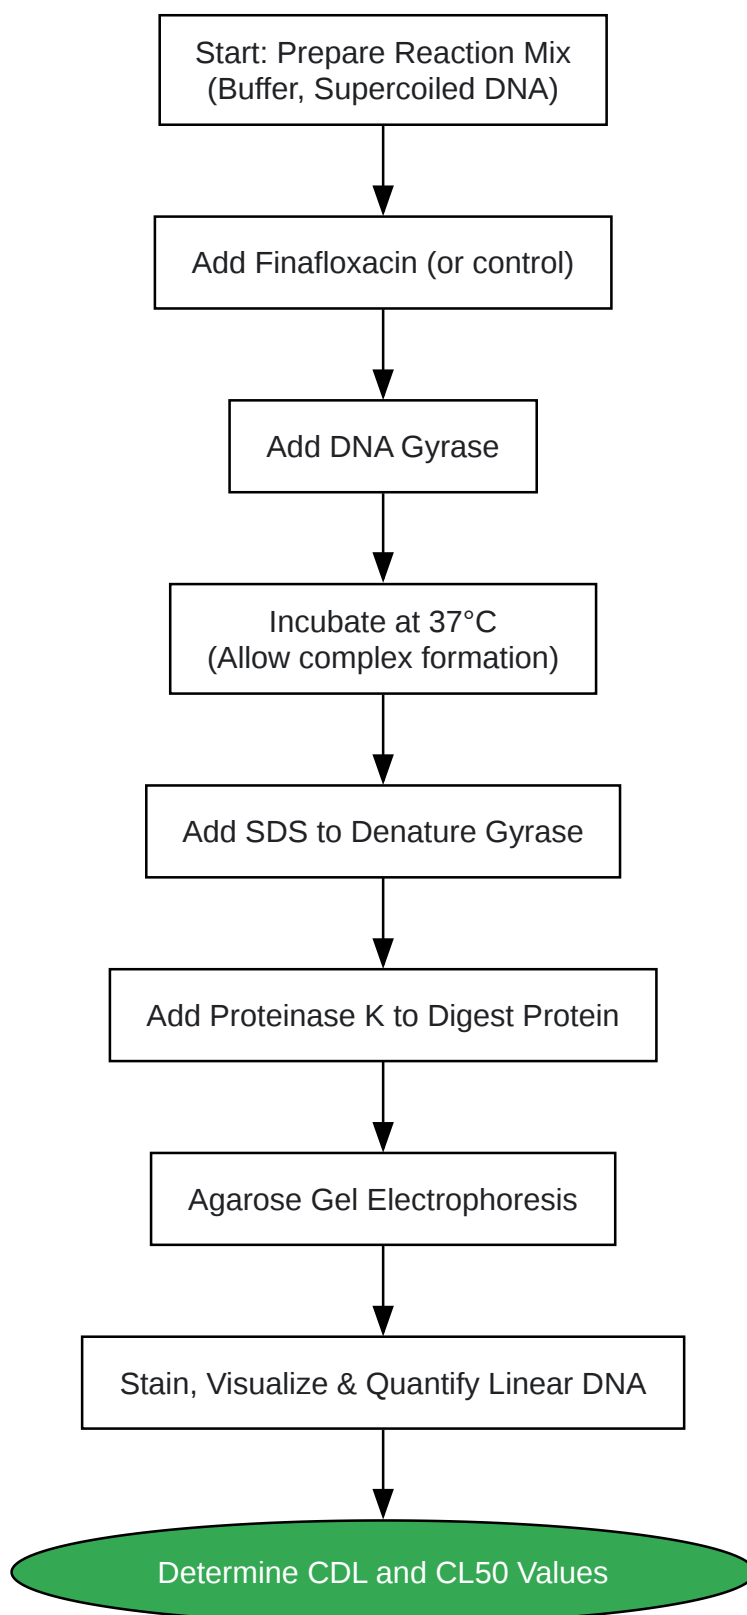 Start: Prepare Reaction Mix
(Buffer, Supercoiled DNA)
Add Finafloxacin (or control)
Add DNA Gyrase
Incubate at 37°C
(Allow complex formation)
Add SDS to Denature Gyrase
Add Proteinase K to Digest Protein
Agarose Gel Electrophoresis
Stain, Visualize & Quantify Linear DNA
Determine CDL and CL50 Values